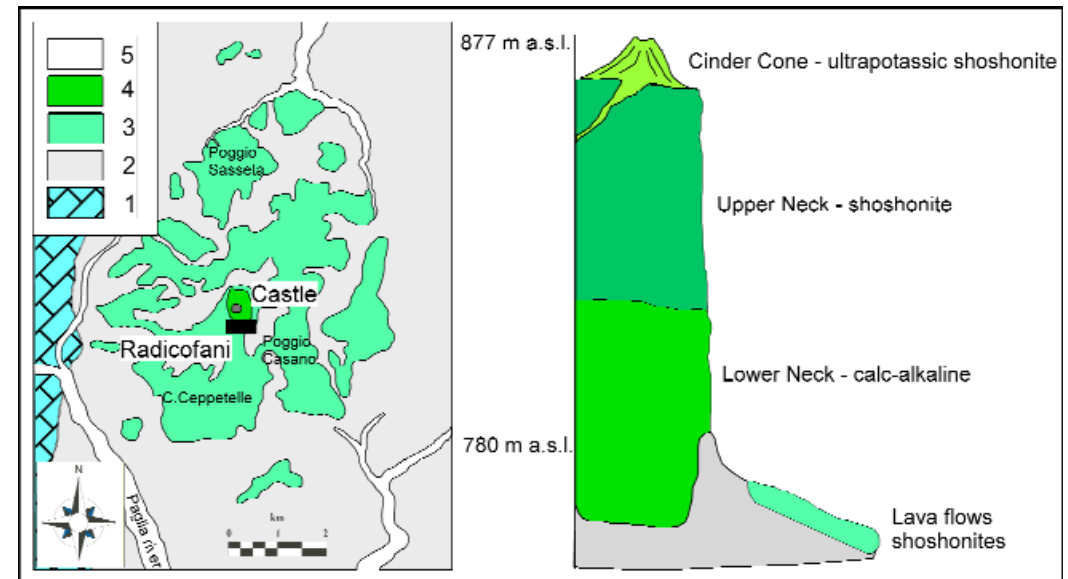 5
4
3
2
1
Poggio
Sassela
Castle
Radicofani
Poggio
Casano
C.Ceppetelle
N
Paglia river
km
0 1 2
877 m a.s.l.
Cinder Cone - ultrapotassic shoshonite
Upper Neck - shoshonite
Lower Neck - calc-alkaline
780 m a.s.l.
Lava flows
shoshonites